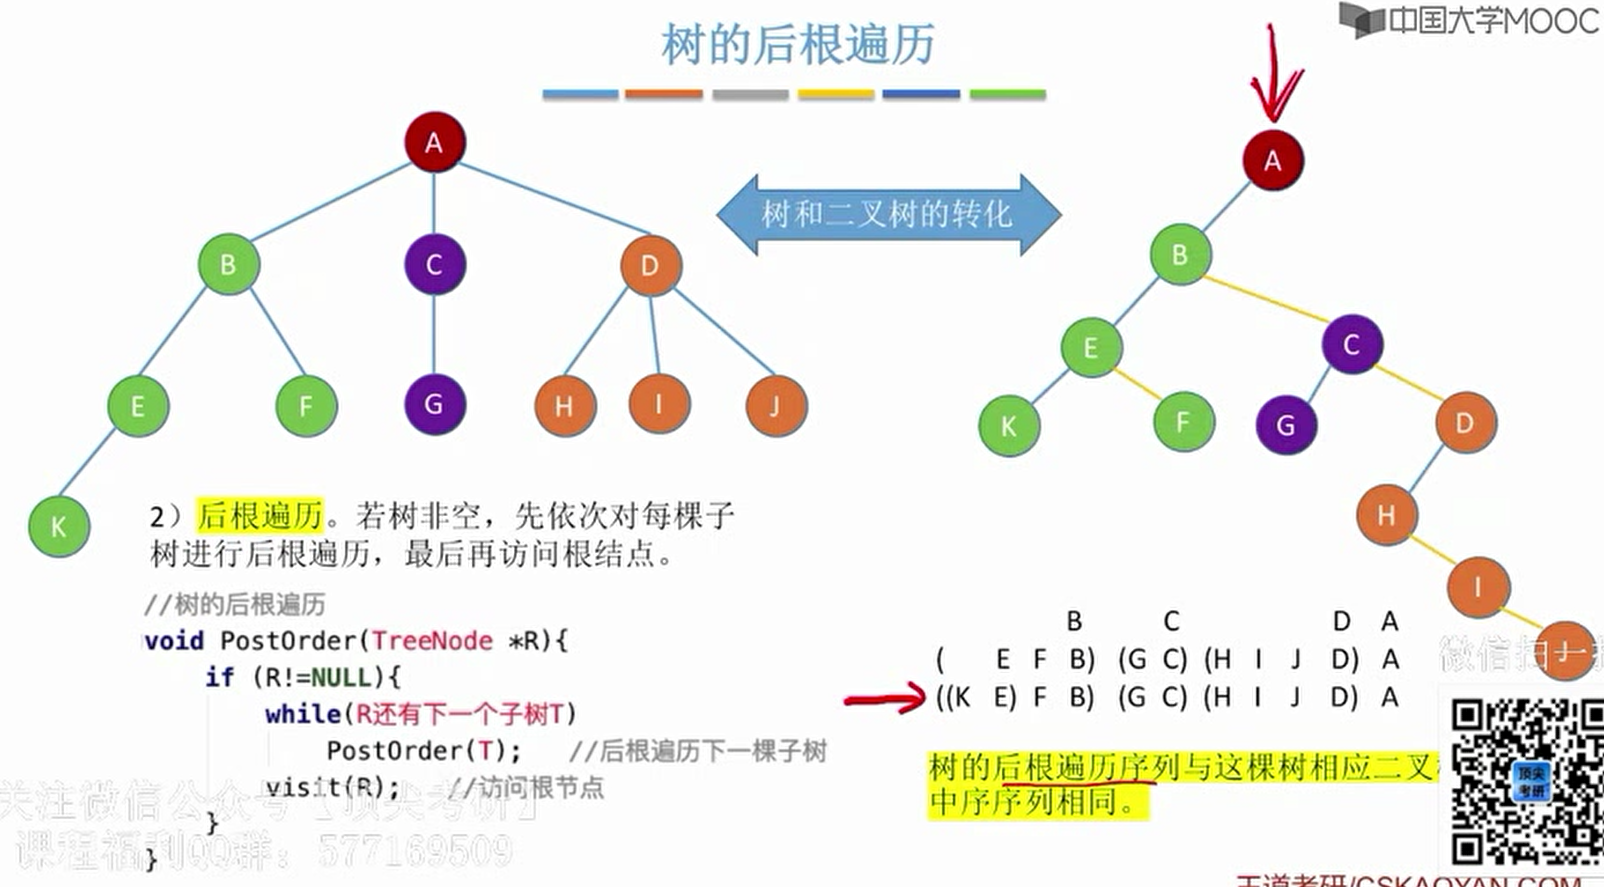 中国大学MOOC
树的后根遍历
A
B
C
D
E
F
G
H
I
J
K
树和二叉树的转化
A
B
E
C
K
F
G
D
H
I
J
2）后根遍历。若树非空，先依次对每棵子
树进行后根遍历，最后再访问根结点。
//树的后根遍历
void PostOrder(TreeNode *R){
if (R!=NULL){
while(R还有下一个子树T)
PostOrder(T); //后根遍历下一棵子树
visit(R); //访问根节点
}
}
B C D A
( E F B) (G C) (H I J D) A
((K E) F B) (G C) (H I J D) A
树的后根遍历序列与这棵树相应二叉
中序序列相同。
微信扫一扫
顶尖
考研
关注微信公众号【顶尖考研】
课程福利QQ群：577169509
王道考研/CSKAOYAN.COM